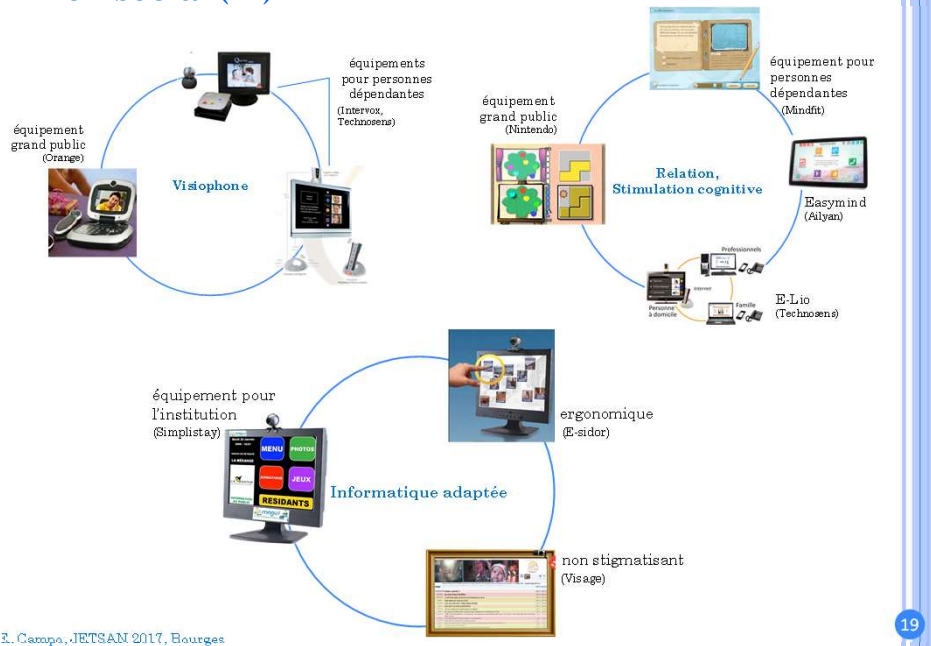 équipements
pour personnes
dépendantes
(Intervox,
Technosens)
équipement
grand public
(Orange)
Visiophone
équipement pour
personnes
dépendantes
(Mindfit)
équipement
grand public
(Nintendo)
Relation,
Stimulation cognitive
Easymind
(Ailyan)
Professionnels
Internet
Personne
à domicile
Famille
E-Lio
(Technosens)
équipement pour
l'institution
(Simplistay)
MENU
PHOTOS
JEUX
RESIDANTS
ergonomique
(E-sidor)
Informatique adaptée
non stigmatisant
(Visage)
E. Campo, JETSAN 2017, Bourges
19